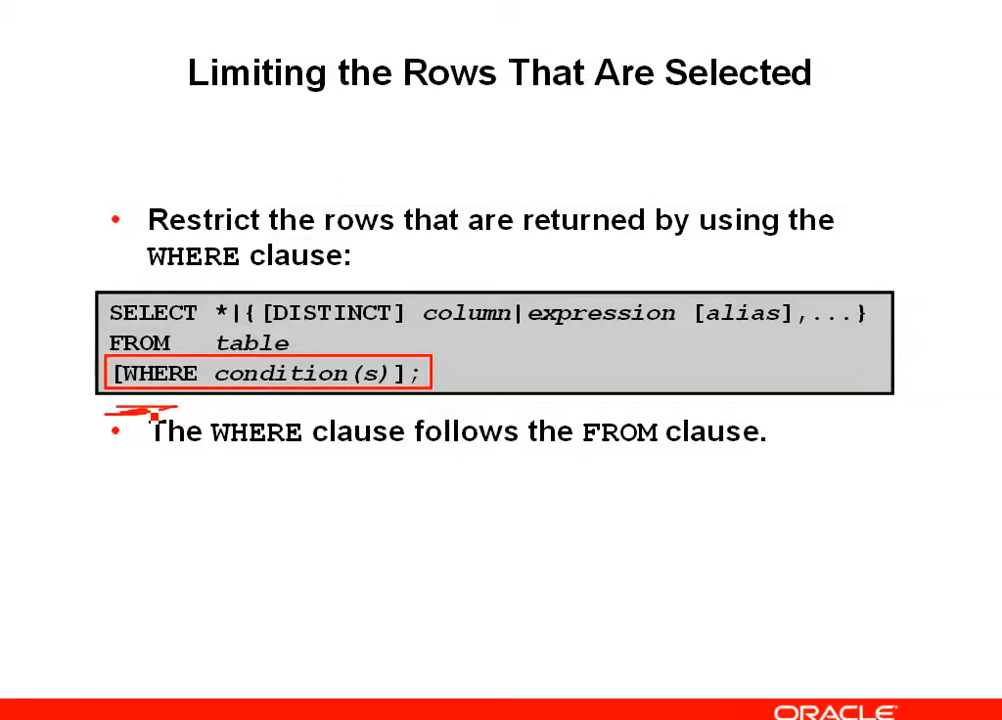 Limiting the Rows That Are Selected
• Restrict the rows that are returned by using the
WHERE clause:
SELECT *|{[DISTINCT] column|expression [alias],...}
FROM table
[WHERE condition(s)];
• The WHERE clause follows the FROM clause.
ORACLE